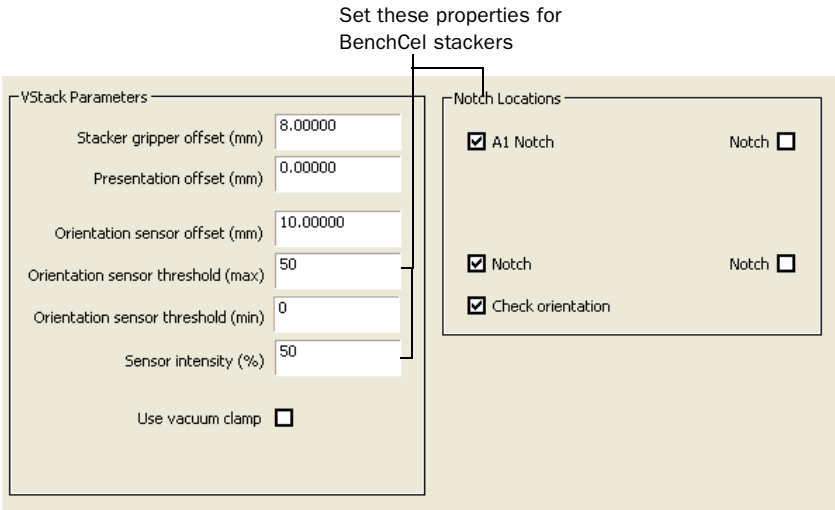 Set these properties for
BenchCel stackers
VStack Parameters
Stacker gripper offset (mm) 8.00000
Presentation offset (mm) 0.00000
Orientation sensor offset (mm) 10.00000
Orientation sensor threshold (max) 50
Orientation sensor threshold (min) 0
Sensor intensity (%) 50
Use vacuum clamp
Notch Locations
A1 Notch Notch
Notch Notch
Check orientation